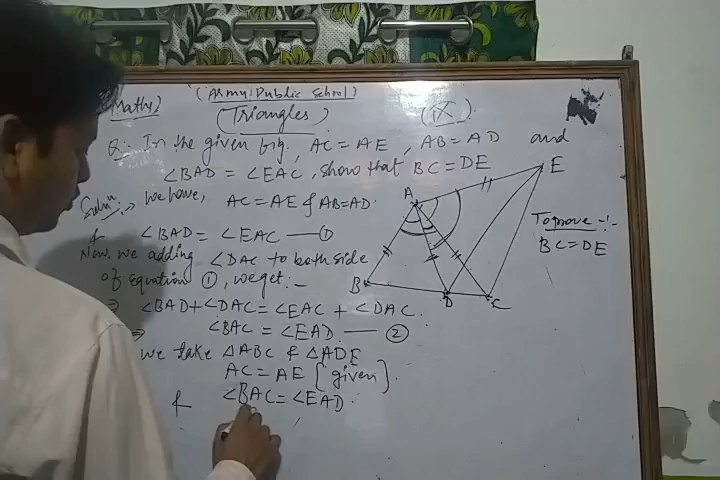 (Maths)
(Army Public School)
(Triangles)
(IX)
Q:- In the given fig, AC = AE, AB = AD and
∠BAD = ∠EAC, show that BC = DE
Soluⁿ :-> we have, AC = AE & AB = AD.
& ∠BAD = ∠EAC — ①
Now, we adding ∠DAC to both side
of equation ①, we get :-
⇒ ∠BAD + ∠DAC = ∠EAC + ∠DAC.
⇒ ∠BAC = ∠EAD. — ②
we take △ABC & △ADE
AC = AE [given].
& ∠BAC = ∠EAD.
A
B
D
C
E
To prove -:-
BC = DE